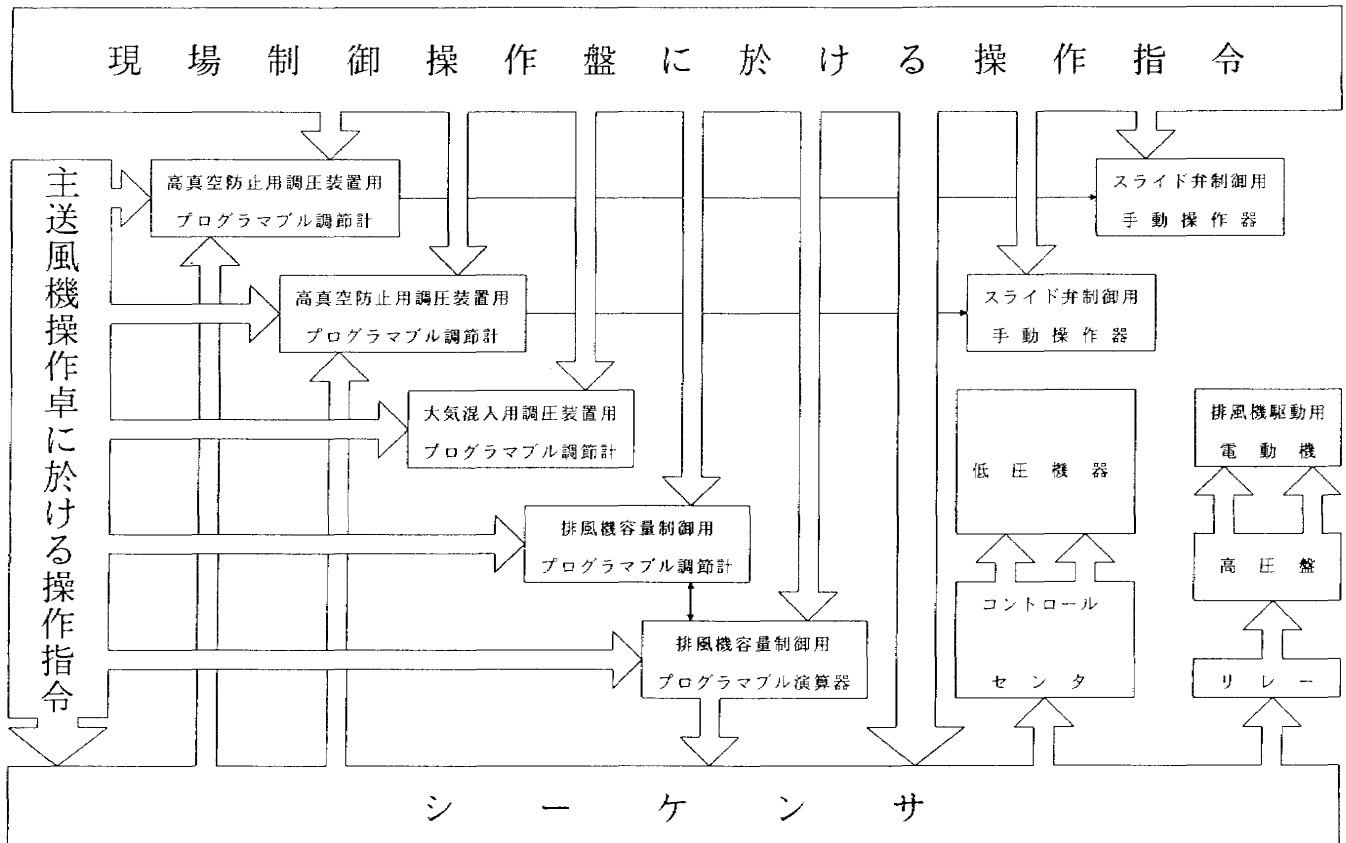 現場制御操作盤に於ける操作指令
主送風機操作卓に於ける操作指令
高真空防止用調圧装置用
プログラマブル調節計
スライド弁制御用
手動操作器
高真空防止用調圧装置用
プログラマブル調節計
スライド弁制御用
手動操作器
大気混入用調圧装置用
プログラマブル調節計
低圧機器
排風機駆動用
電動機
排風機容量制御用
プログラマブル調節計
高圧盤
コントロール
センタ
排風機容量制御用
プログラマブル演算器
リレー
シーケンサ